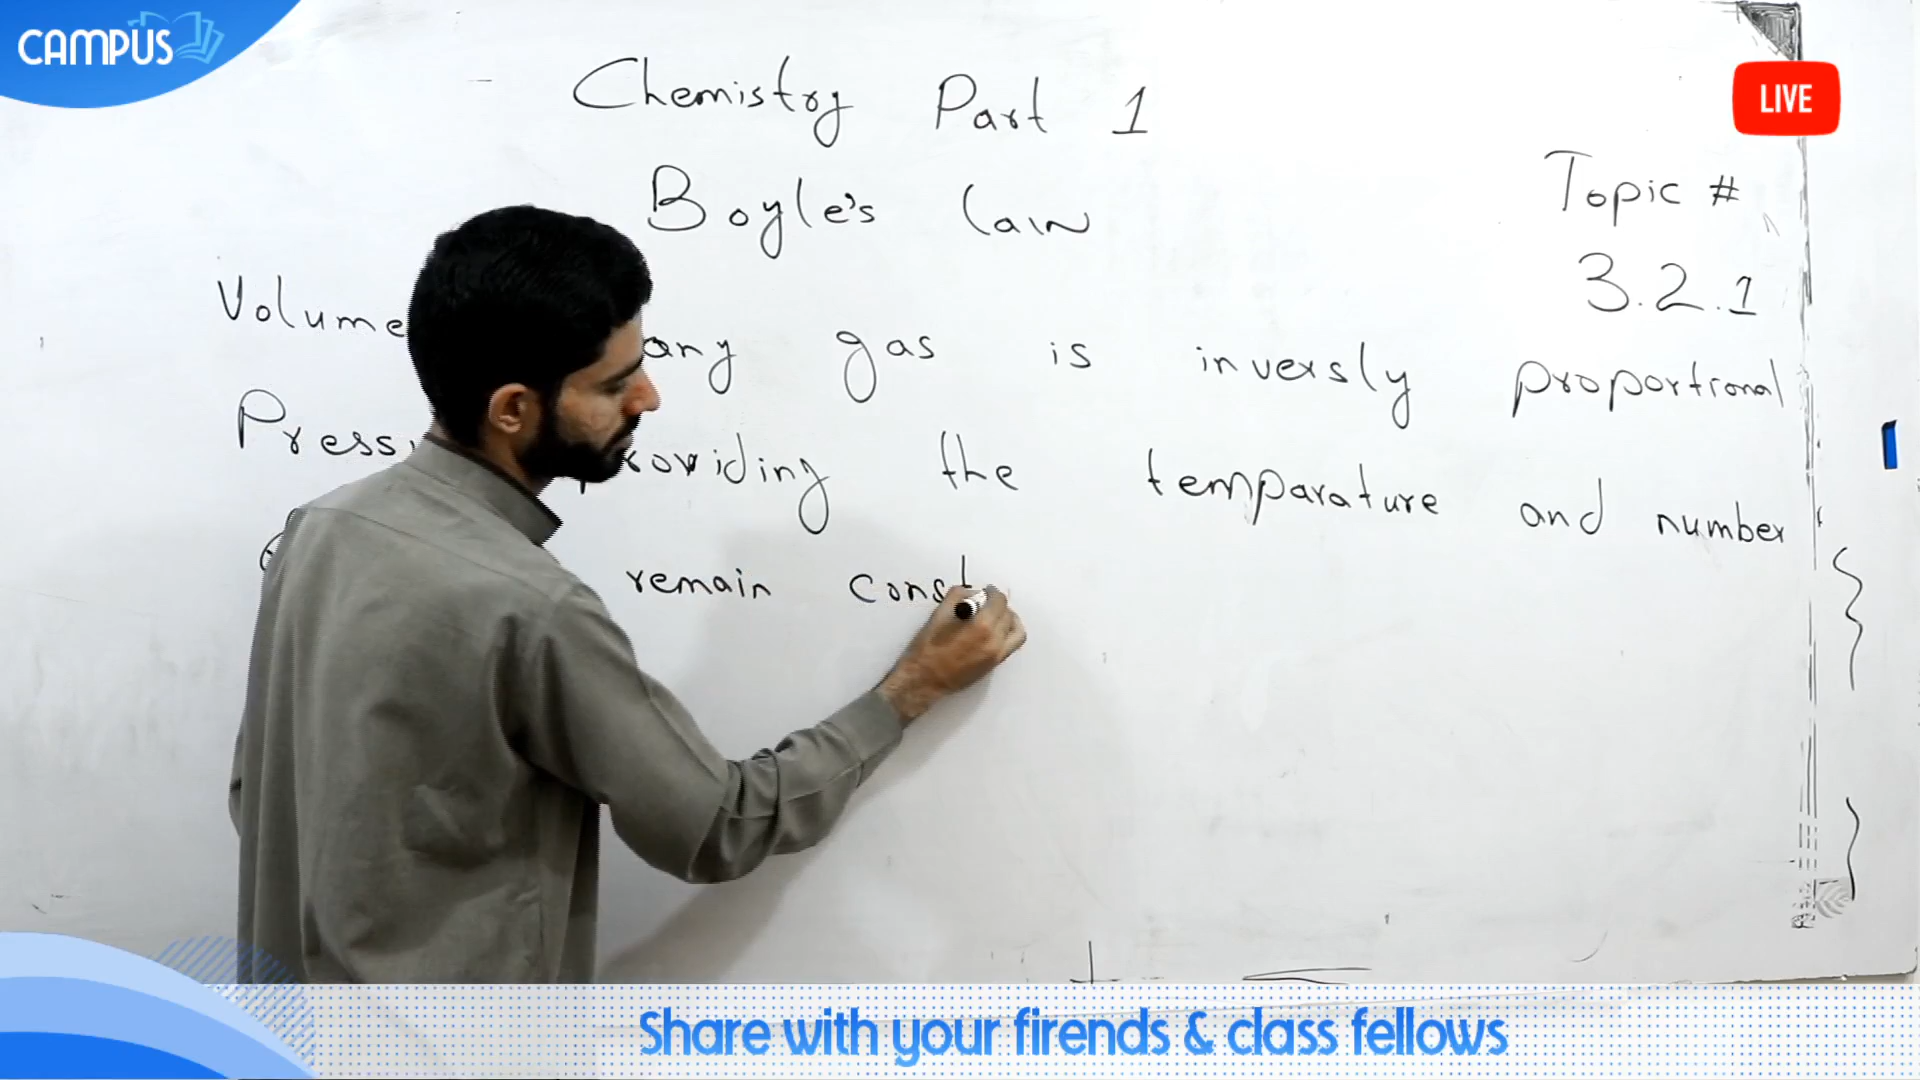 CAMPUS
LIVE
Chemistry Part 1
Boyle's law
Topic #
3.2.1
Volume any gas is inversly proportional
Press providing the temparature and number
remain const
Share with your firends & class fellows